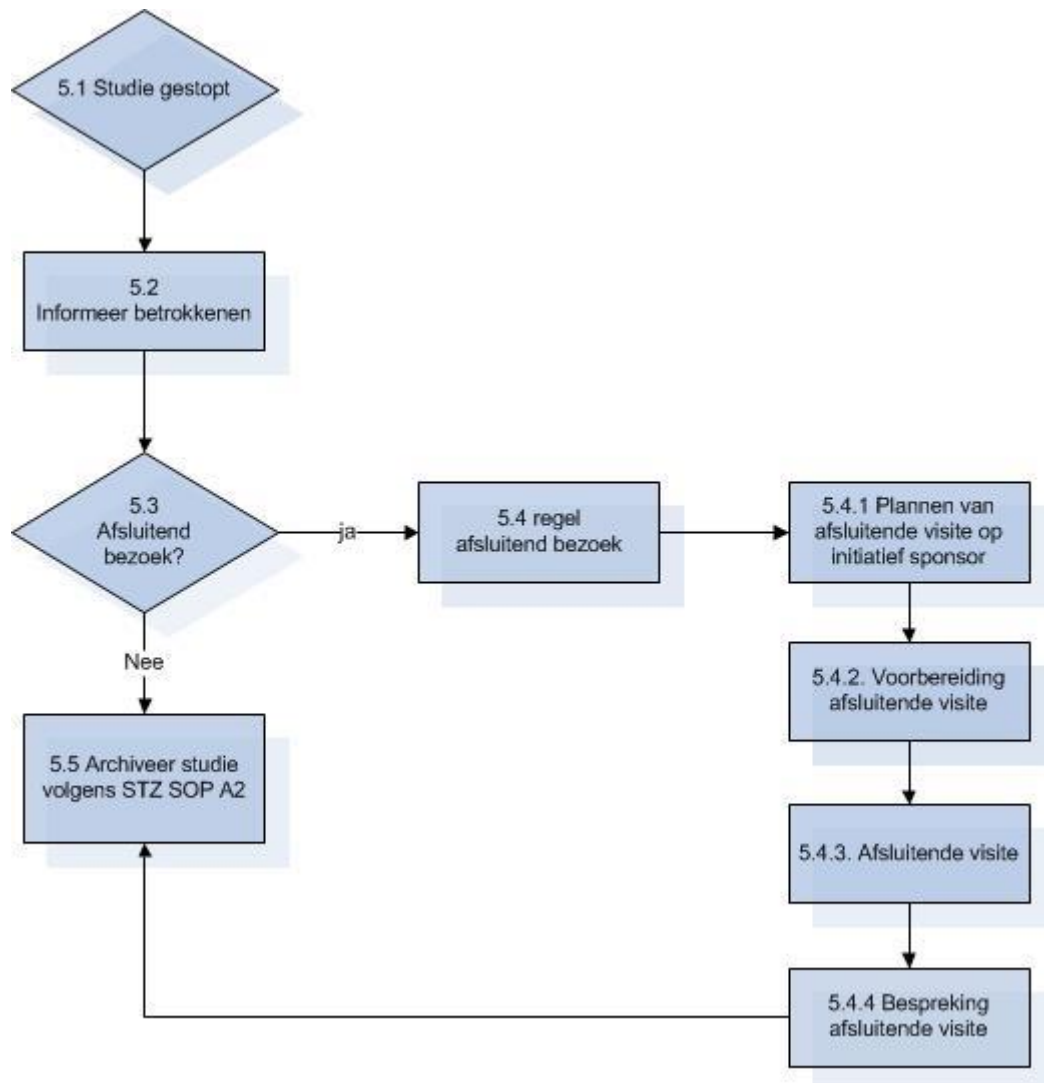 5.1 Studie gestopt
5.2
Informeer betrokkenen
5.3
Afsluitend
bezoek?
ja
5.4 regel
afsluitend bezoek
5.4.1 Plannen van
afsluitende visite op
initiatief sponsor
5.4.2. Voorbereiding
afsluitende visite
5.4.3. Afsluitende visite
5.4.4 Bespreking
afsluitende visite
Nee
5.5 Archiveer studie
volgens STZ SOP A2